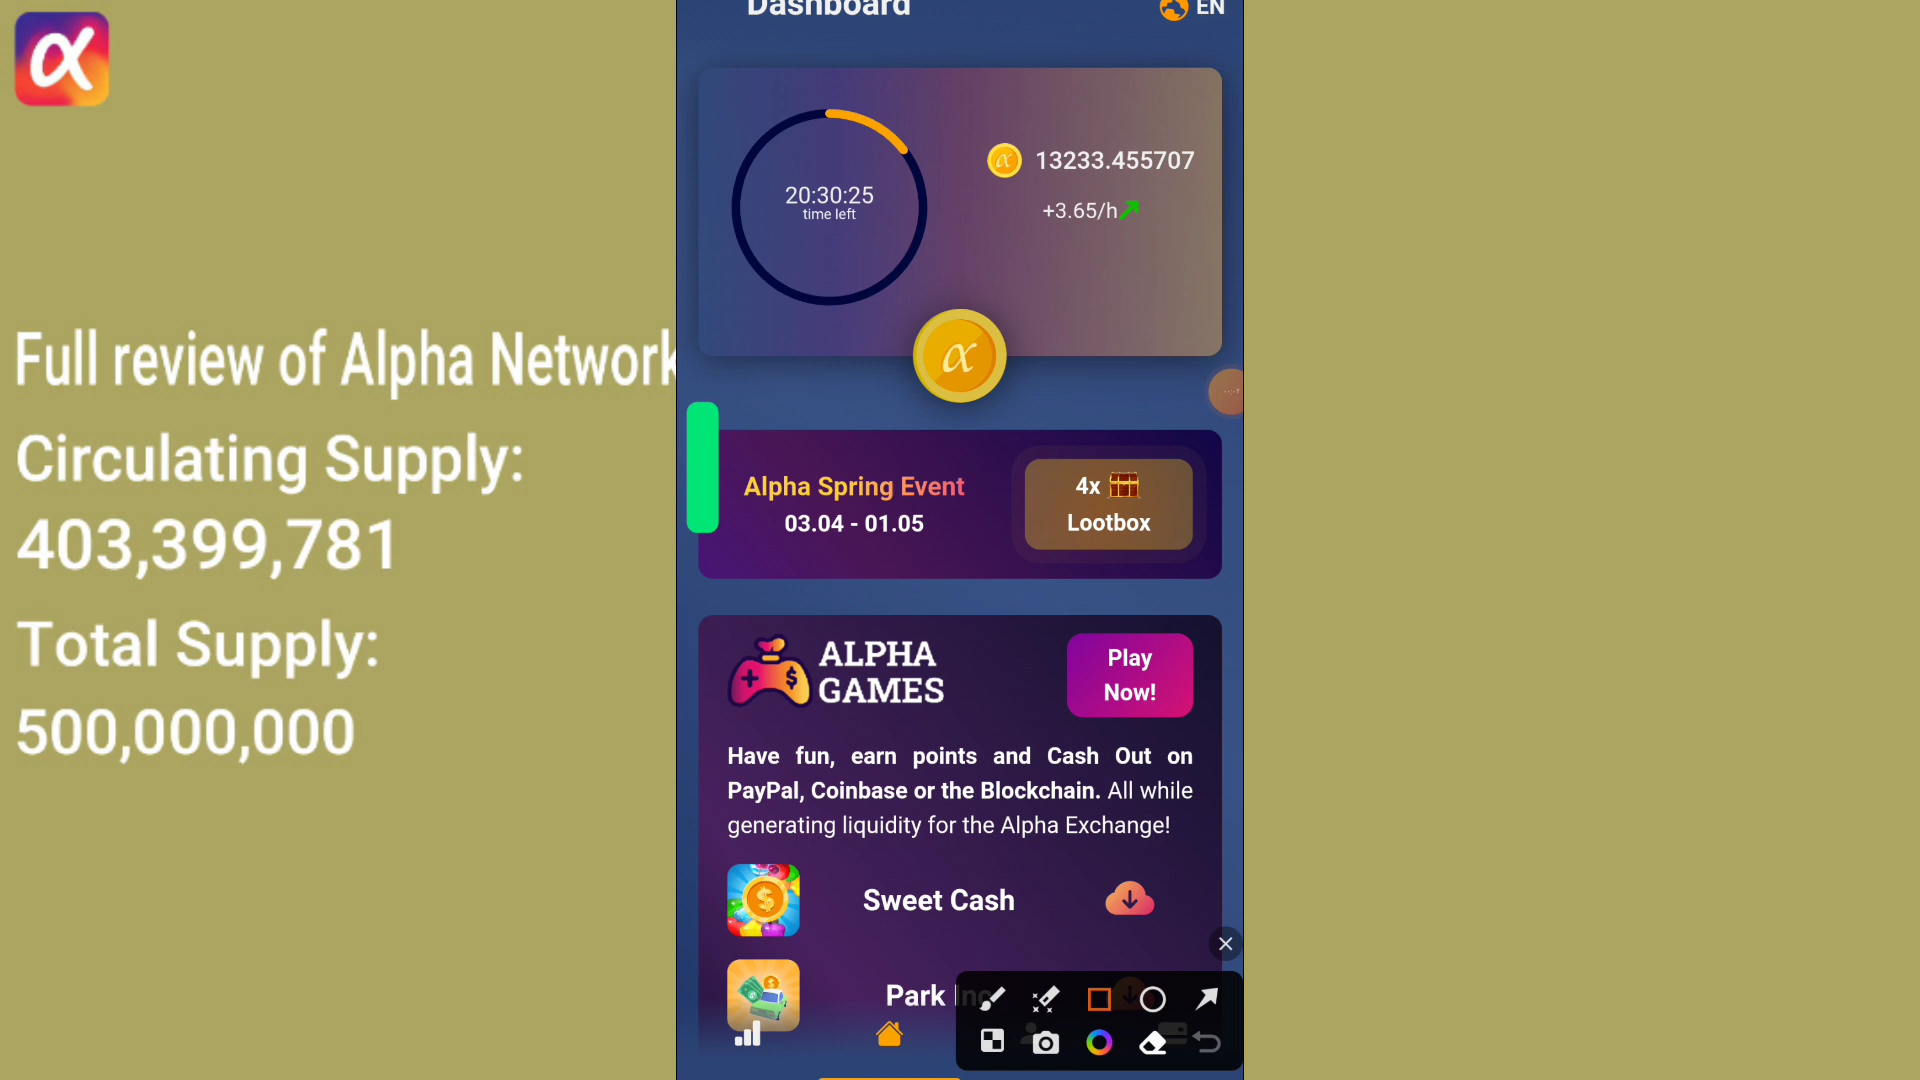 Full review of Alpha Network
Circulating Supply:
403,399,781
Total Supply:
500,000,000
Dashboard
EN
20:30:25
time left
13233.455707
+3.65/h
Alpha Spring Event
03.04 - 01.05
4x
Lootbox
ALPHA
GAMES
Play
Now!
Have fun, earn points and Cash Out on
PayPal, Coinbase or the Blockchain. All while
generating liquidity for the Alpha Exchange!
Sweet Cash
Park Inc